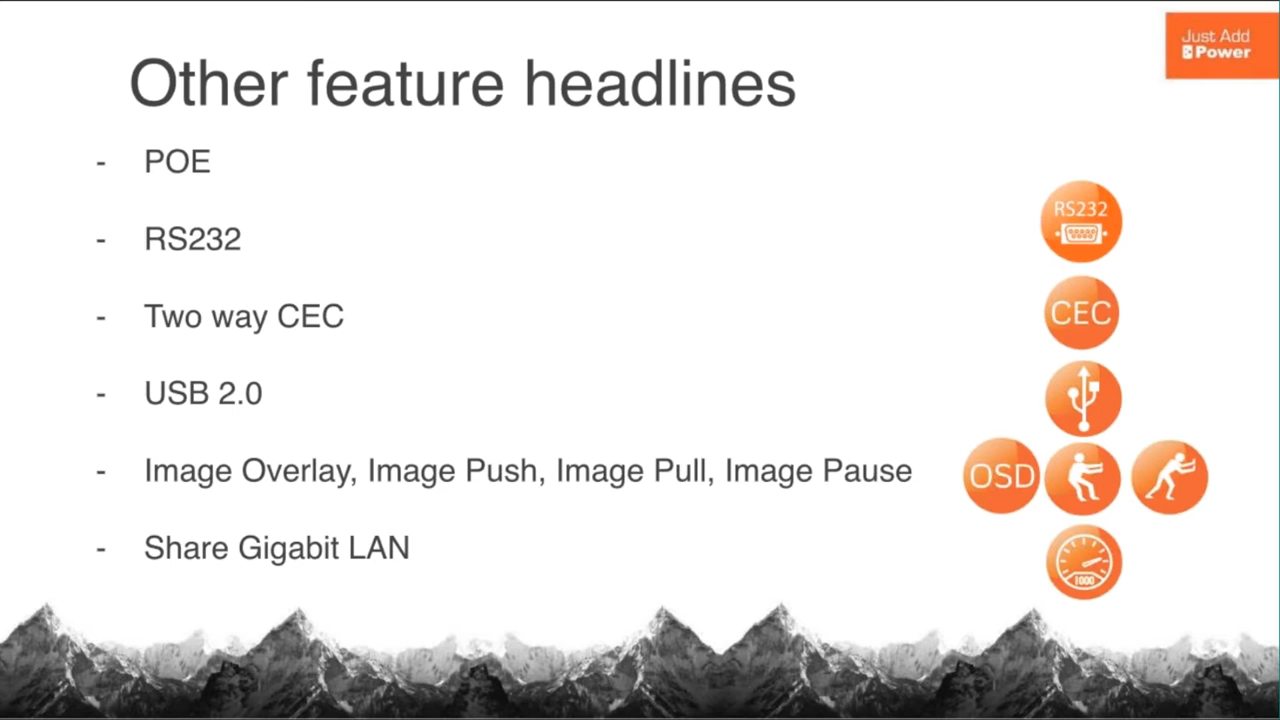 Just Add
Power
Other feature headlines
- POE
- RS232
- Two way CEC
- USB 2.0
- Image Overlay, Image Push, Image Pull, Image Pause
- Share Gigabit LAN
RS232
CEC
OSD
1000